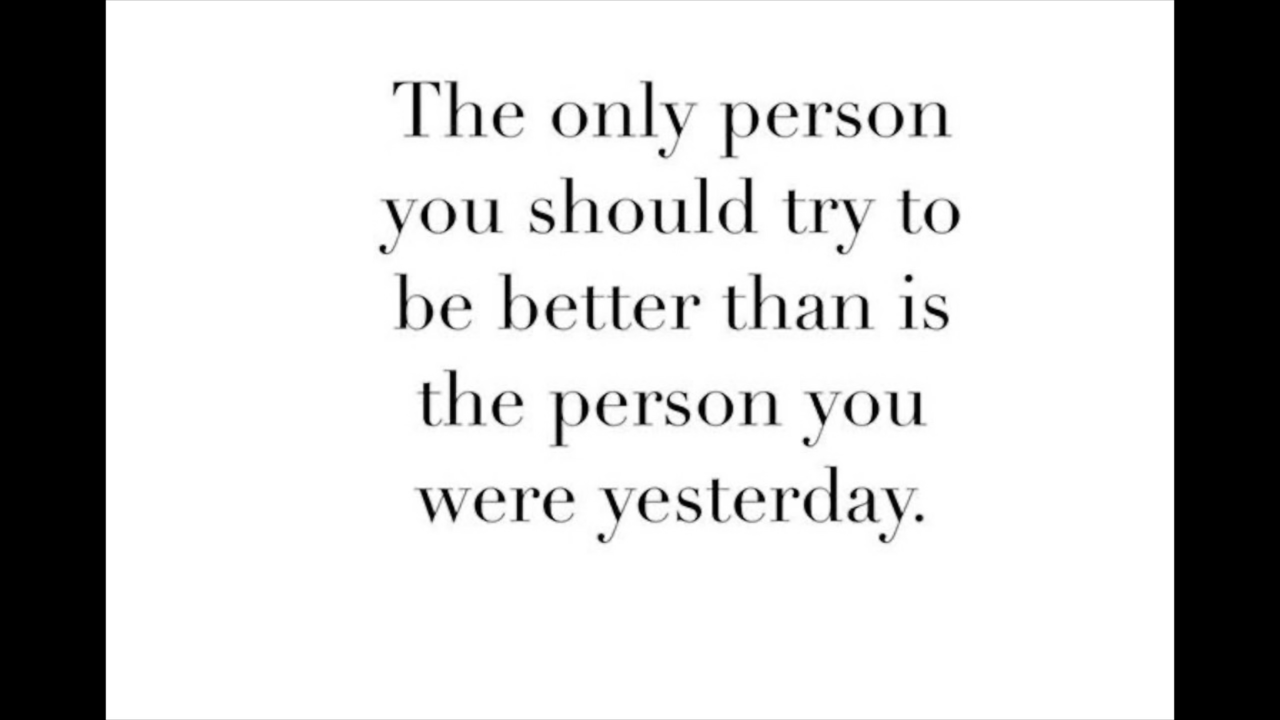 The only person
you should try to
be better than is
the person you
were yesterday.